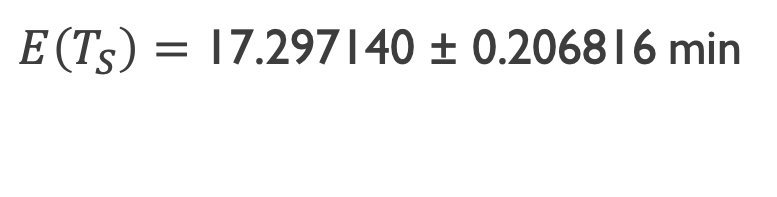 E(T_S) = 17.297140 ± 0.206816 min